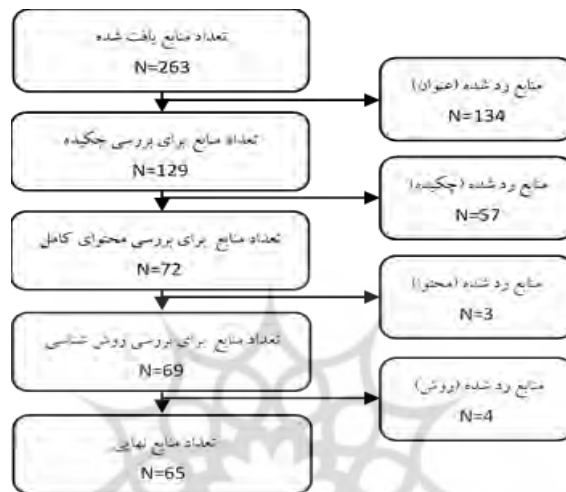 تعداد منابع یافت شده
N=263
منابع رد شده (عنوان)
N=134
تعداد منابع برای بررسی چکیده
N=129
منابع رد شده (چکیده)
N=57
تعداد منابع برای بررسی محتوای کامل
N=72
منابع رد شده (محتوا)
N=3
تعداد منابع برای بررسی روش شناسی
N=69
منابع رد شده (روش)
N=4
تعداد منابع نهایی
N=65